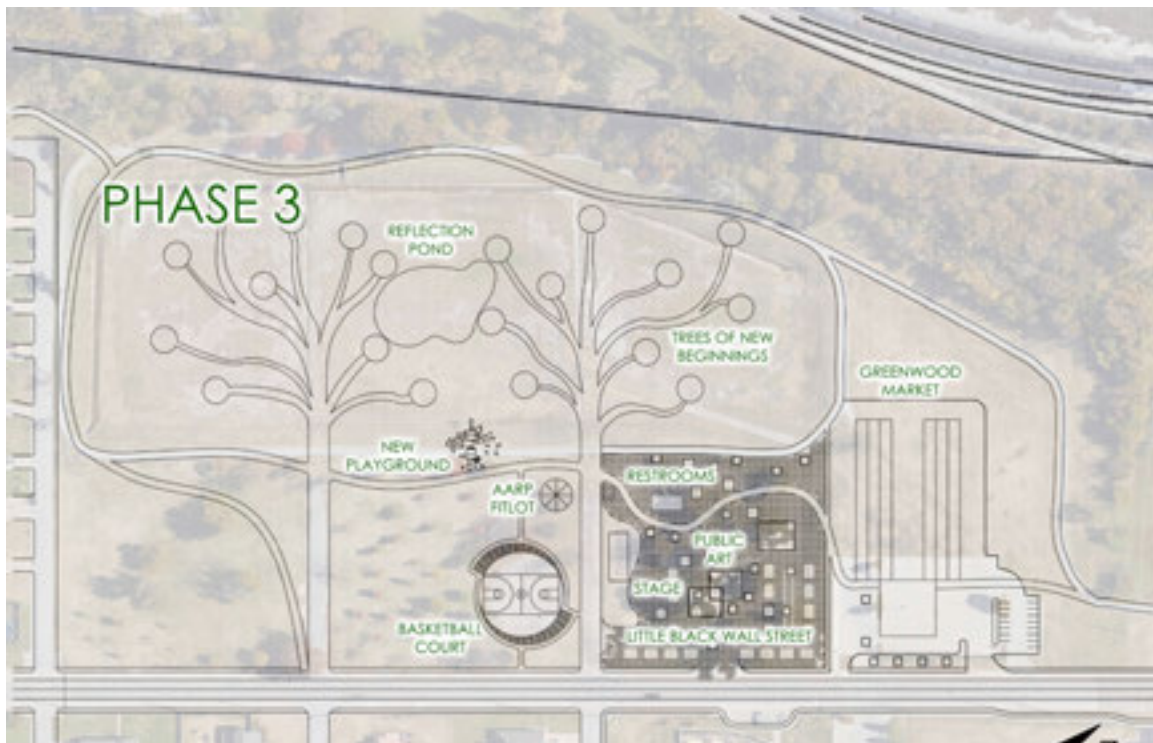 PHASE 3
REFLECTION
POND
TREES OF NEW
BEGINNINGS
GREENWOOD
MARKET
NEW
PLAYGROUND
AARP
FITLOT
RESTROOMS
PUBLIC
ART
STAGE
BASKETBALL
COURT
LITTLE BLACK WALL STREET